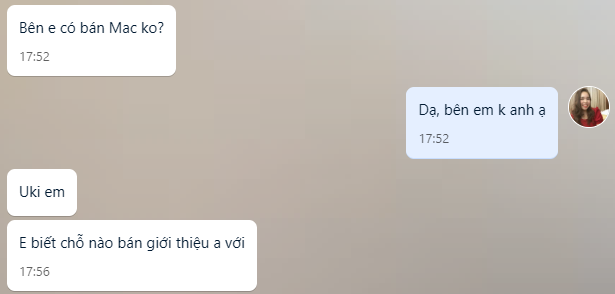 Bên e có bán Mac ko?
17:52
Dạ, bên em k anh ạ
17:52
Uki em
E biết chỗ nào bán giới thiệu a với
17:56